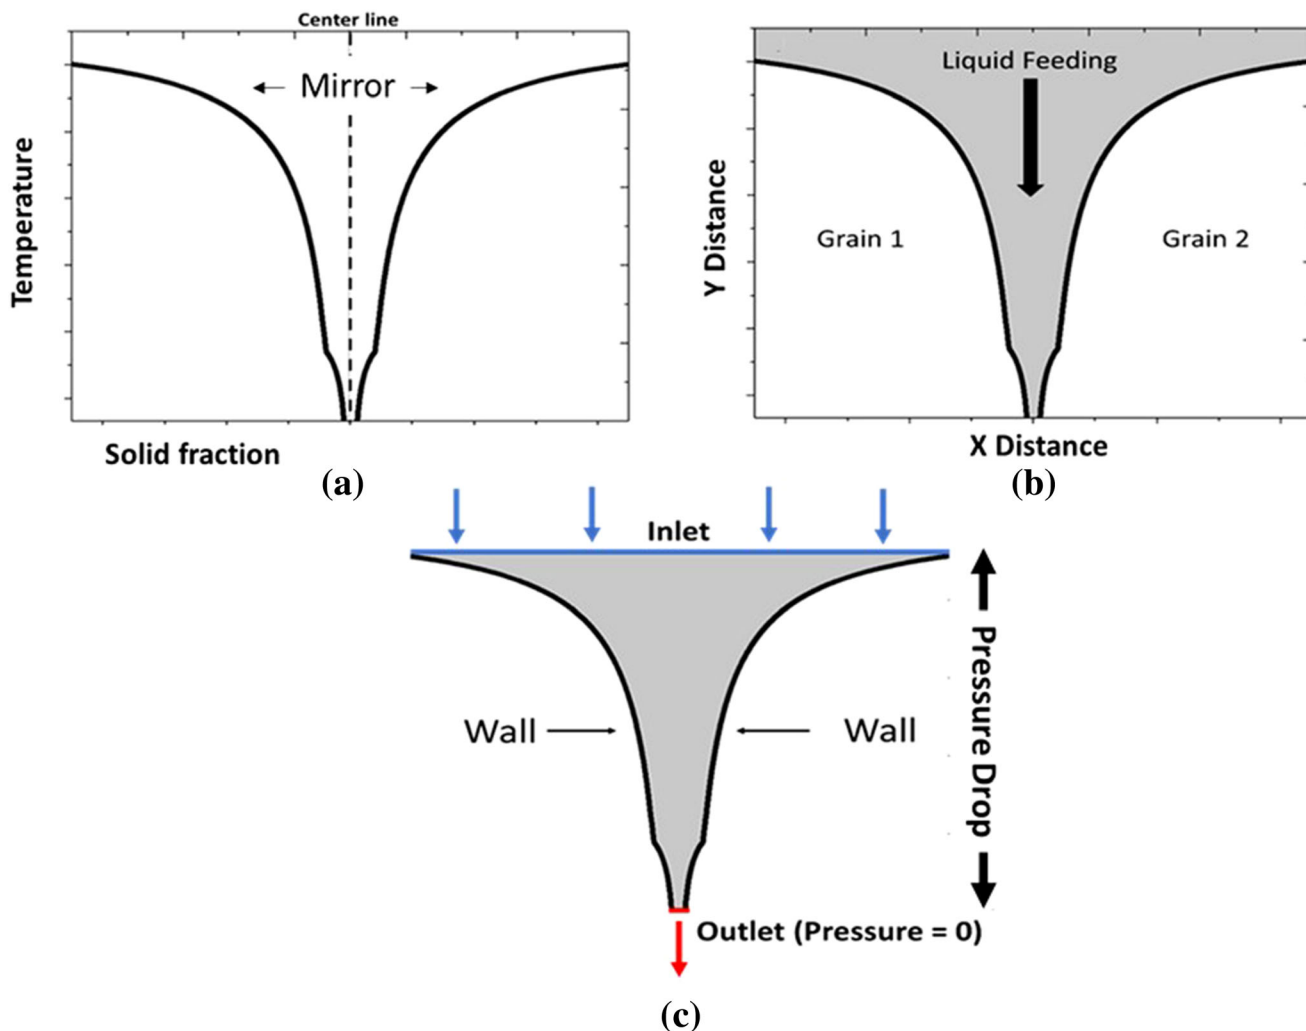 Center line
Mirror
Temperature
Solid fraction
(a)
Liquid Feeding
Grain 1
Grain 2
Y Distance
X Distance
(b)
Inlet
Wall
Wall
Pressure Drop
Outlet (Pressure = 0)
(c)